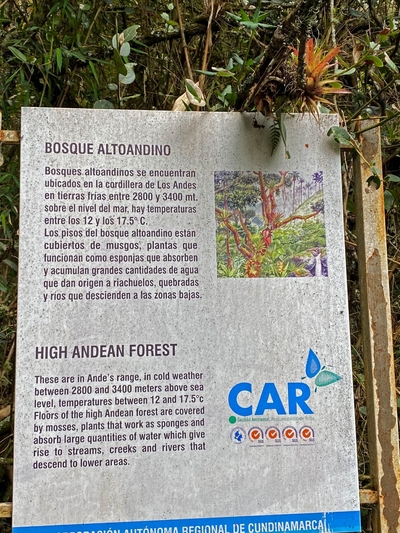 BOSQUE ALTOANDINO
Bosques altoandinos se encuentran
ubicados en la cordillera de Los Andes
en tierras frias entre 2800 y 3400 mt.
sobre el nivel del mar, hay temperaturas
entre los 12 y los 17.5° C.
Los pisos del bosque altoandino están
cubiertos de musgos, plantas que
funcionan como esponjas que absorben
y acumulan grandes cantidades de agua
que dan origen a riachuelos, quebradas
y rios que descienden a las zonas bajas.
HIGH ANDEAN FOREST
These are in Ande's range, in cold weather
between 2800 and 3400 meters above sea
level, temperatures between 12 and 17.5°c
Floors of the high Andean forest are covered
by mosses, plants that work as sponges and
absorb large quantities of water which give
rise to streams, creeks and rivers that
descend to lower areas.
CAR
AUTÓNOMA REGIONAL DE CUNDINAMARCA